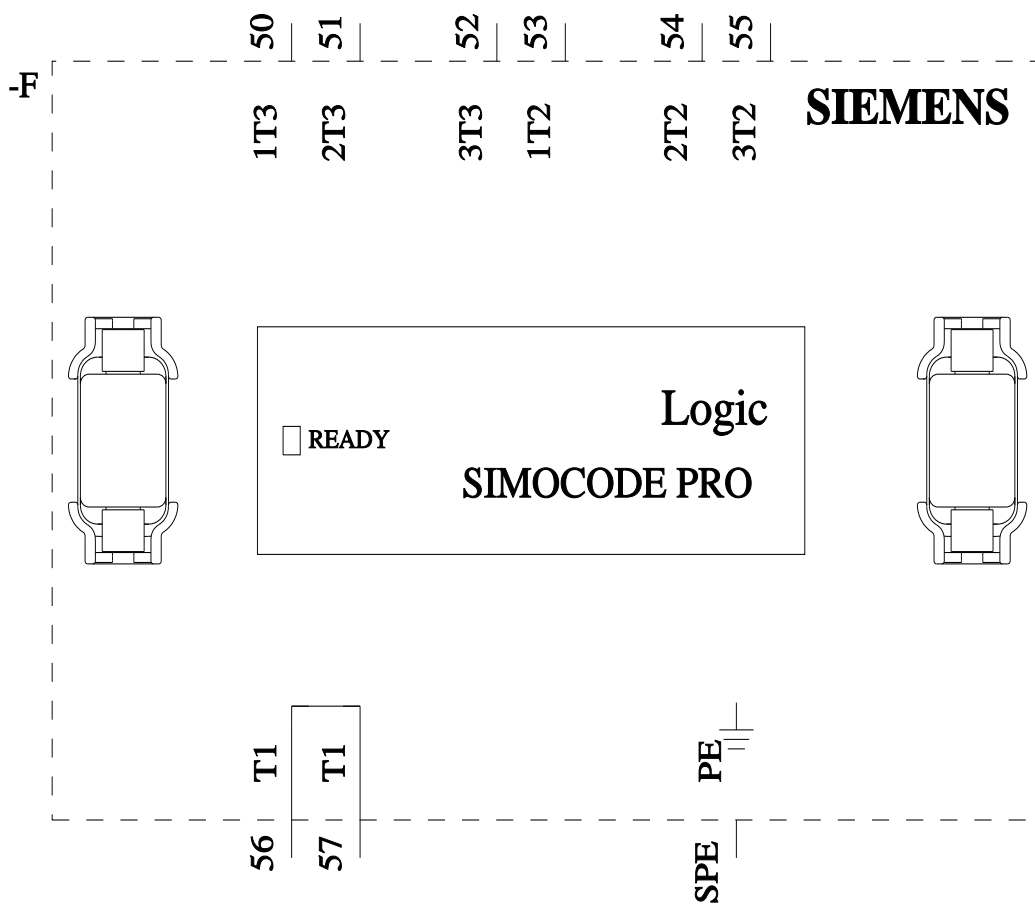 50 51 52 53 54 55
-F
1T3 2T3 3T3 1T2 2T2 3T2
SIEMENS
Logic
READY
SIMOCODE PRO
T1 T1 PE
56 57 SPE